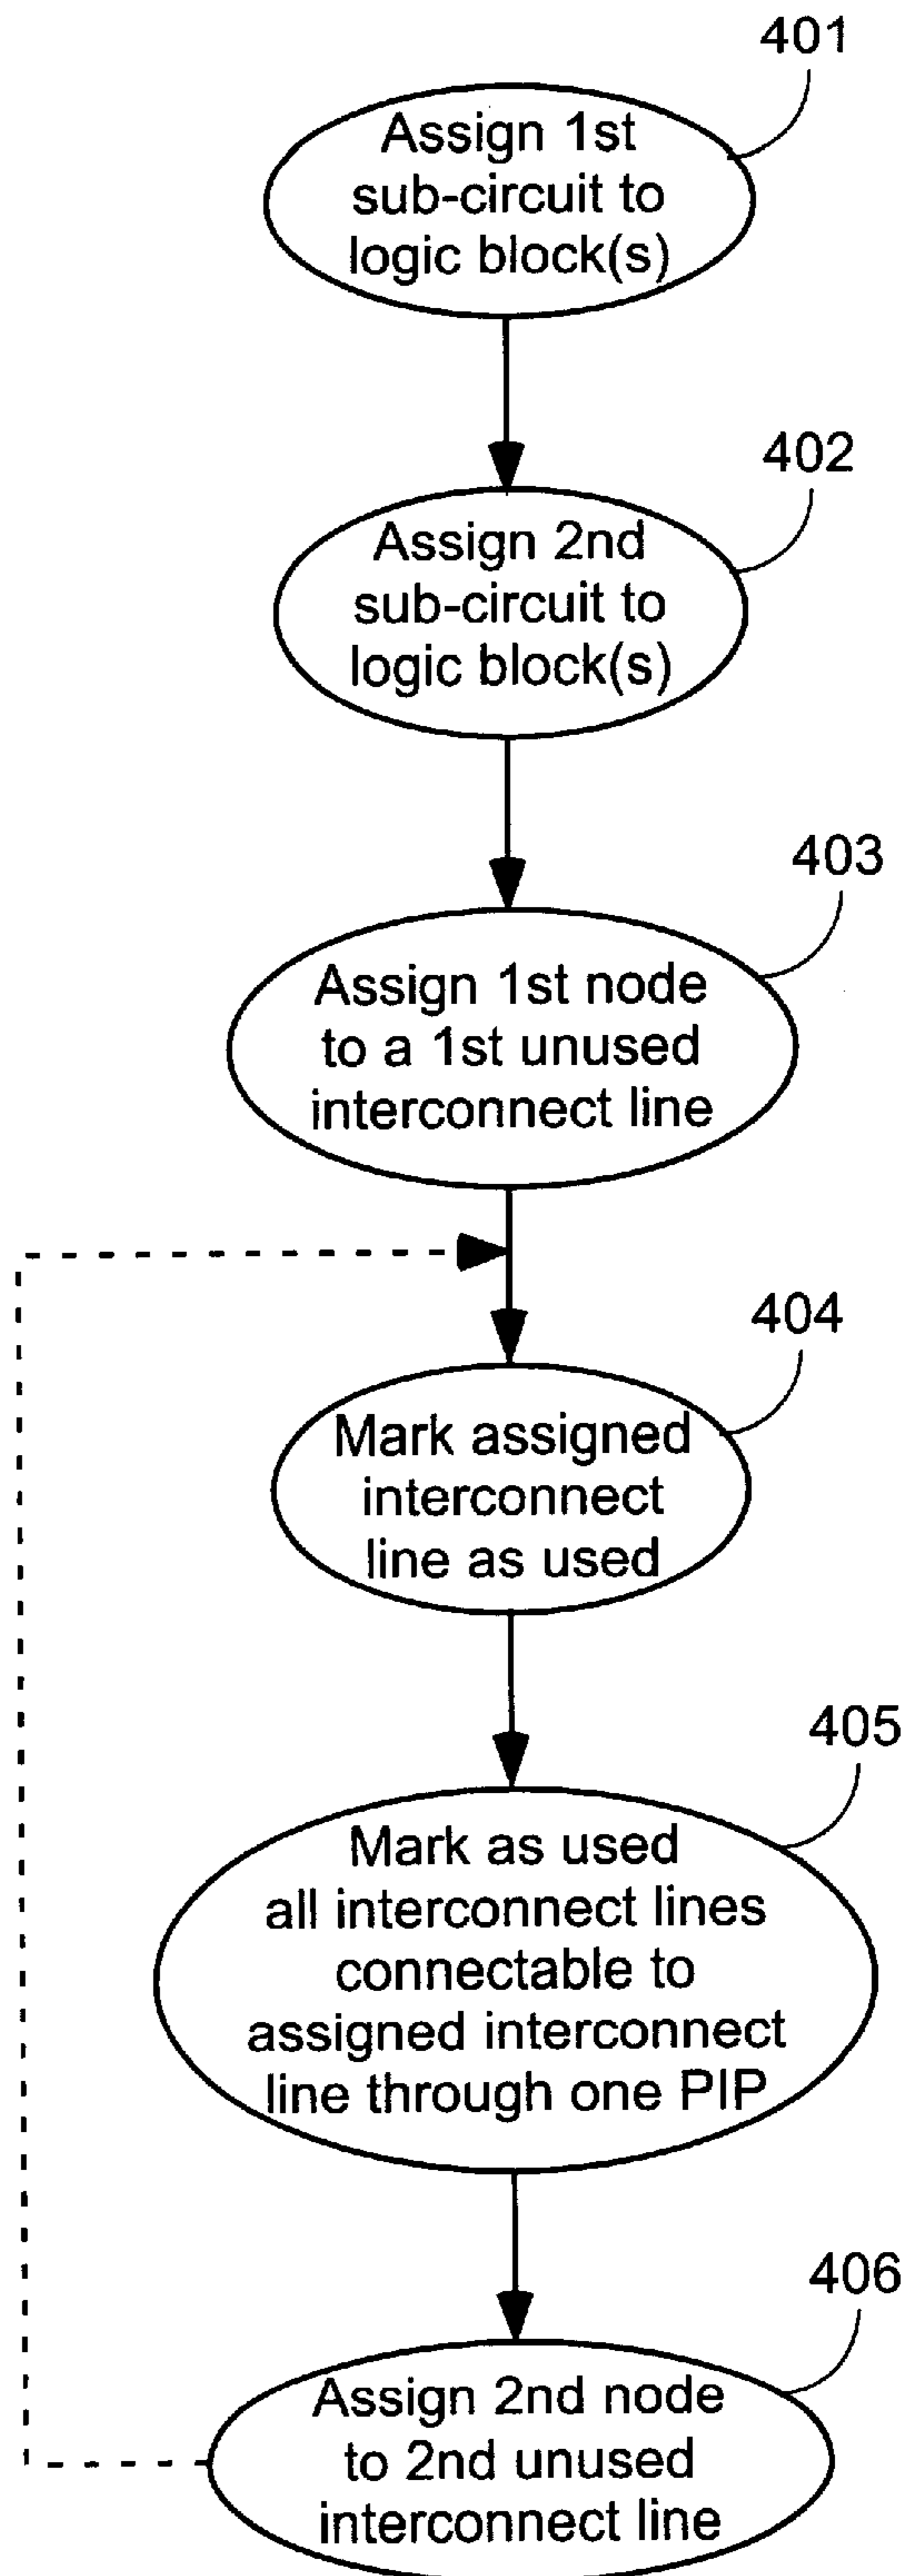 401
Assign 1st
sub-circuit to
logic block(s)
402
Assign 2nd
sub-circuit to
logic block(s)
403
Assign 1st node
to a 1st unused
interconnect line
404
Mark assigned
interconnect
line as used
405
Mark as used
all interconnect lines
connectable to
assigned interconnect
line through one PIP
406
Assign 2nd node
to 2nd unused
interconnect line